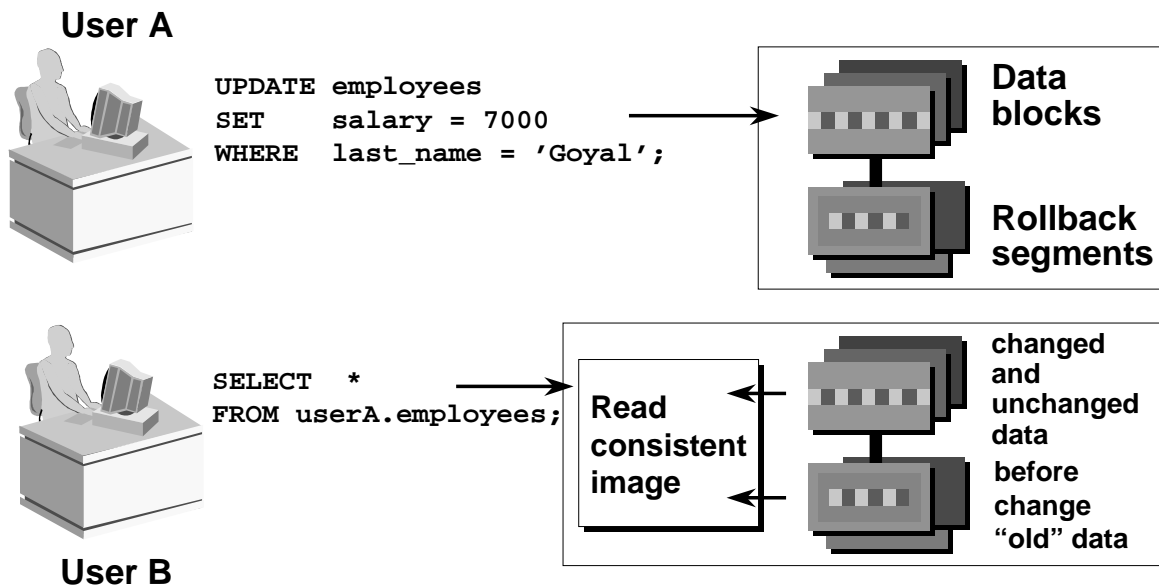 User A
UPDATE employees
SET salary = 7000
WHERE last_name = 'Goyal';
Data
blocks
Rollback
segments
SELECT *
FROM userA.employees;
Read
consistent
image
changed
and
unchanged
data
before
change
“old” data
User B